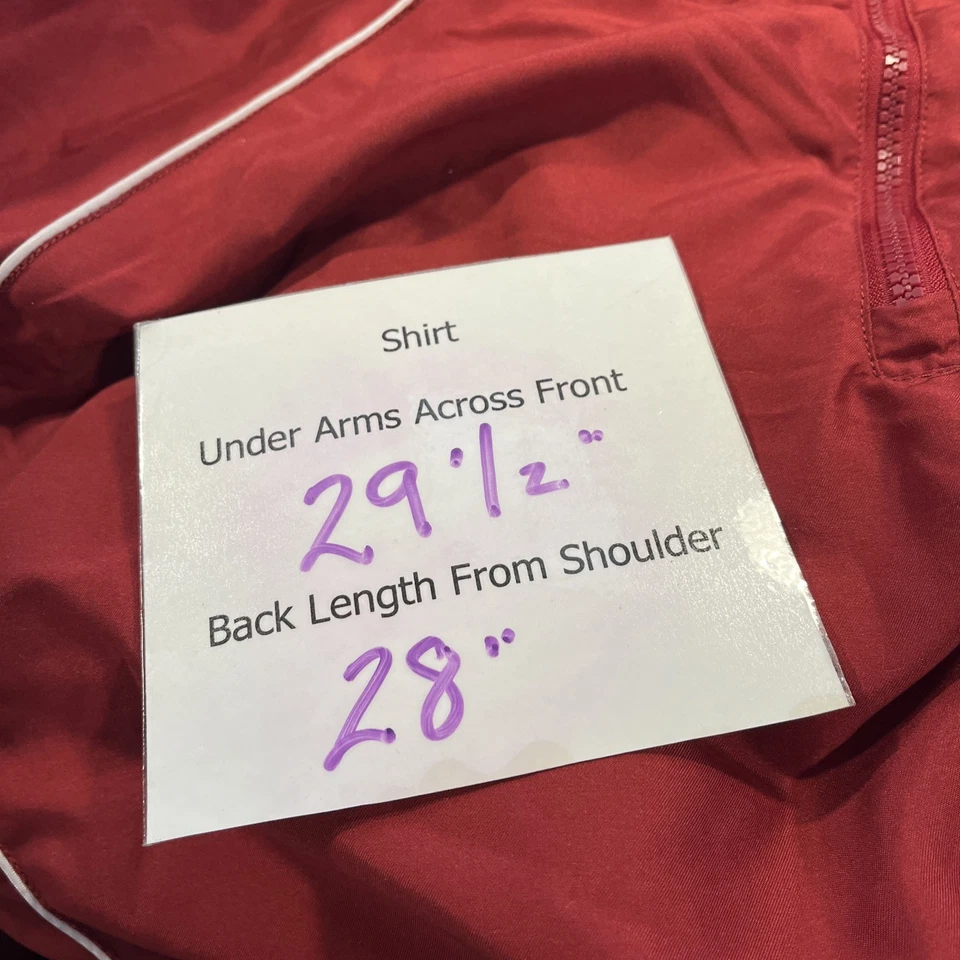 Shirt
Under Arms Across Front
29 1/2"
Back Length From Shoulder
28"